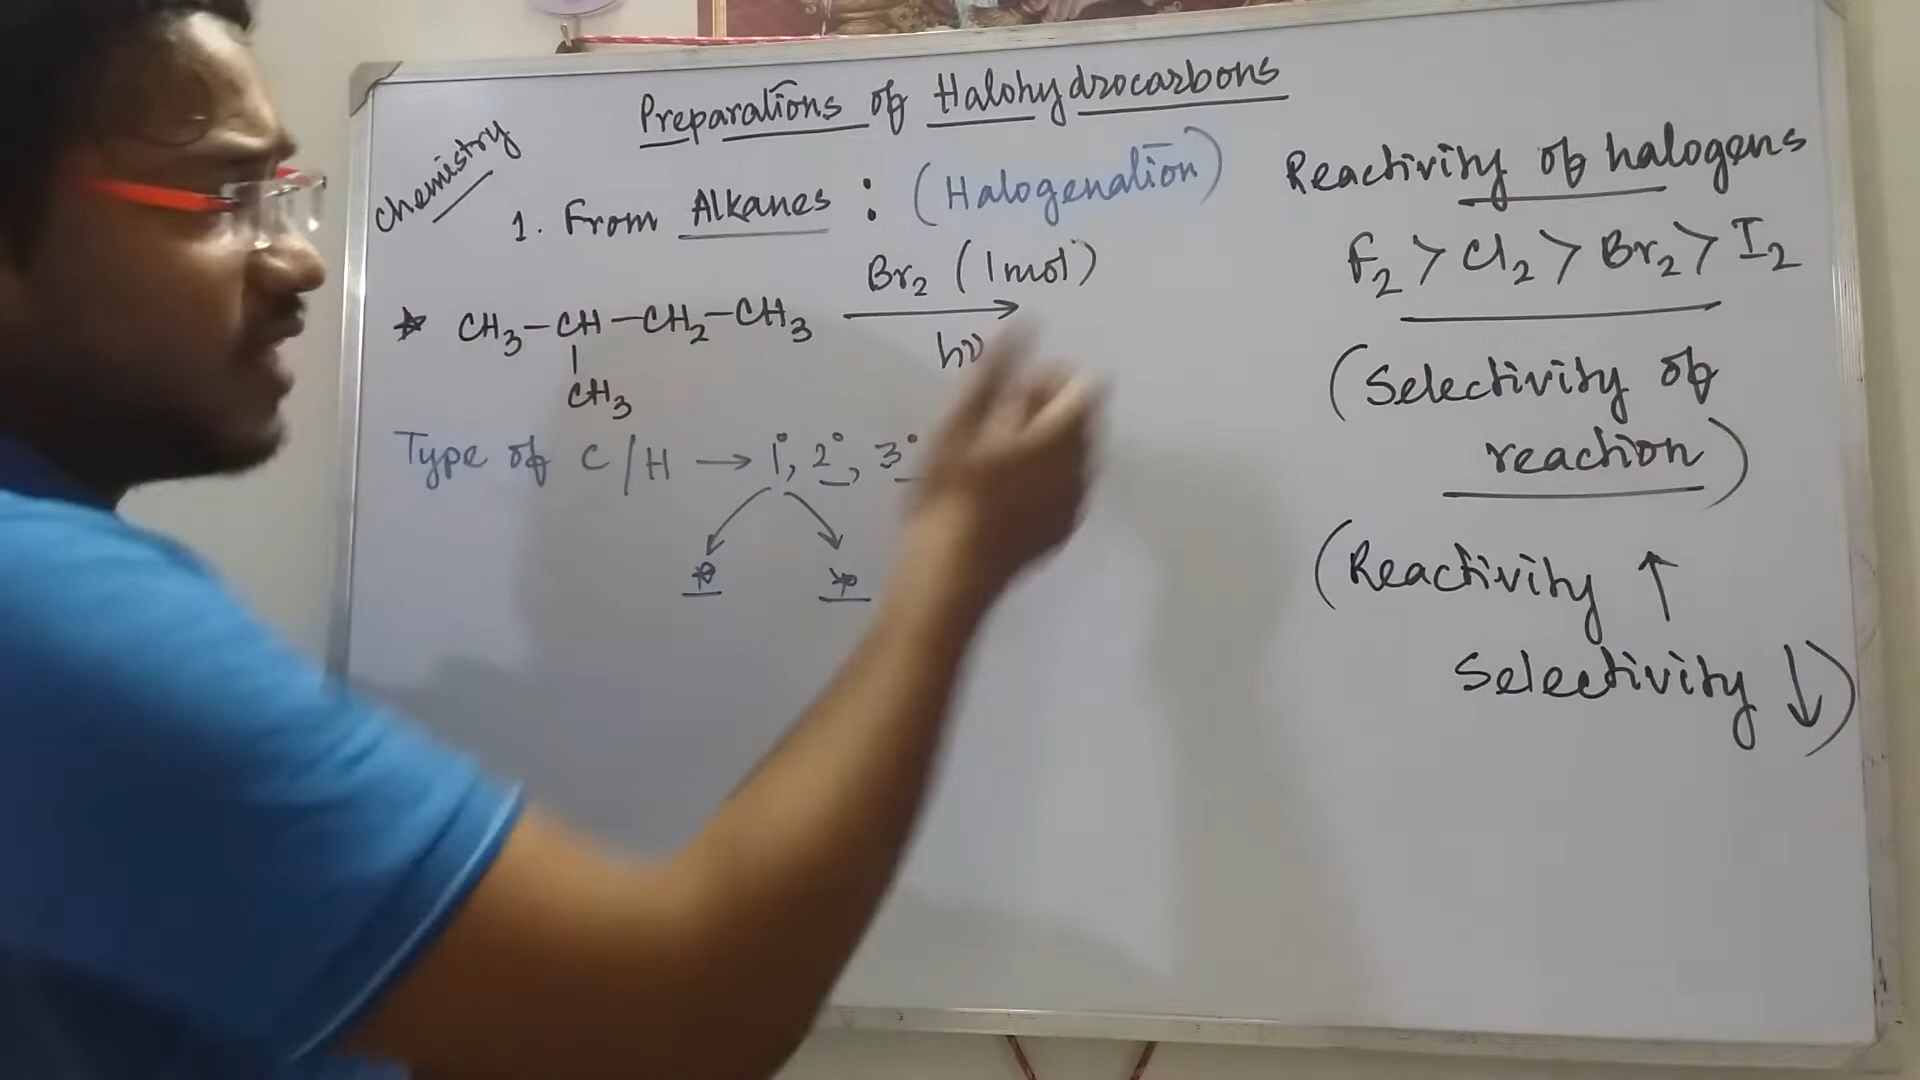 Preparations of Halohydrocarbons
Chemistry
1. From Alkanes : (Halogenation)
Br2 (1mol)
CH3-CH-CH2-CH3
hν
CH3
Type of C/H → 1°, 2°, 3°
Reactivity of halogens
F2 > Cl2 > Br2 > I2
(Selectivity of
reaction)
(Reactivity ↑
Selectivity ↓)